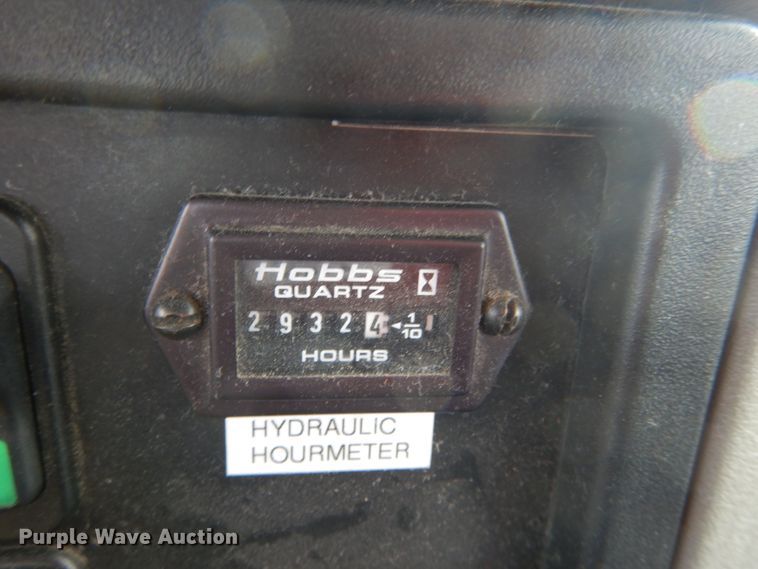 Hobbs
QUARTZ
2 9 3 2 4 1/10
HOURS
HYDRAULIC
HOURMETER
Purple Wave Auction